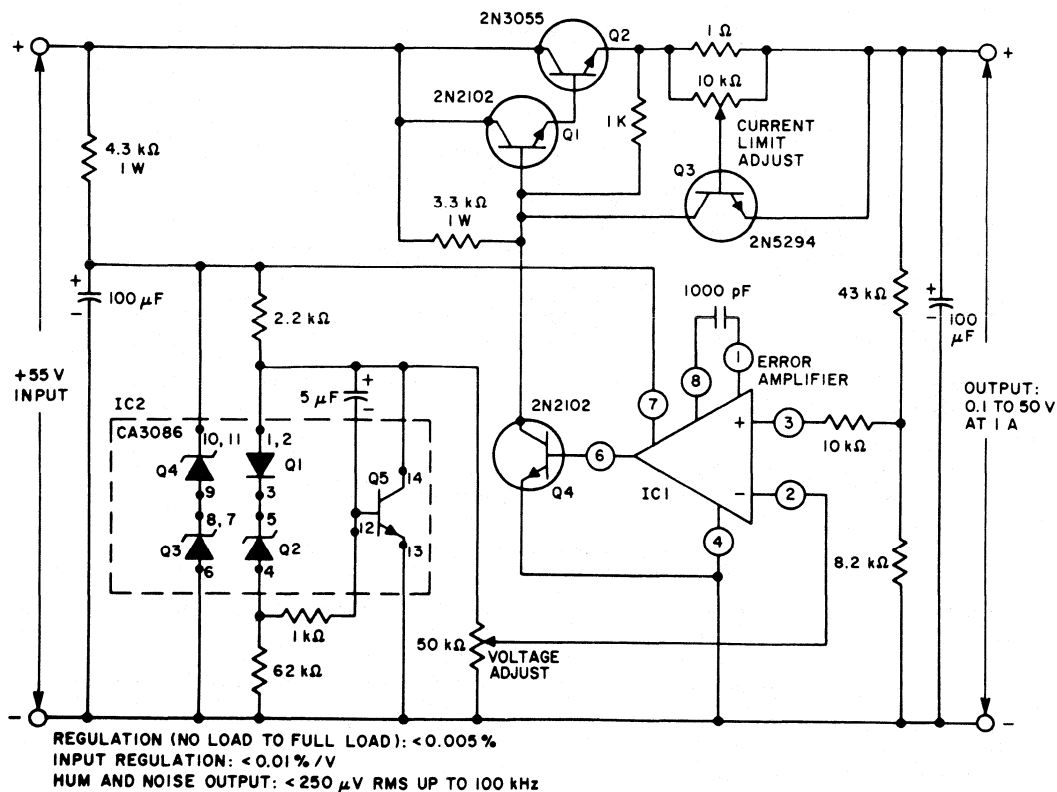 2N3055
Q2
1 Ω
+
+
10 kΩ
2N2102
Q1
1 K
CURRENT
LIMIT
ADJUST
4.3 kΩ
1 W
Q3
3.3 kΩ
1 W
2N5294
+
100 μF
-
2.2 kΩ
1000 pF
43 kΩ
+
100
μF
-
1
ERROR
AMPLIFIER
8
+55 V
INPUT
5 μF
+
-
7
OUTPUT:
0.1 TO 50 V
AT 1 A
IC2
CA3086
2N2102
10, 11
1, 2
+
3
10 kΩ
Q4
Q1
Q5
14
6
Q4
IC1
9
3
-
2
8, 7
5
12
13
4
Q3
Q2
6
4
8.2 kΩ
1 kΩ
50 kΩ
VOLTAGE
ADJUST
62 kΩ
-
-
REGULATION (NO LOAD TO FULL LOAD): <0.005%
INPUT REGULATION: <0.01%/V
HUM AND NOISE OUTPUT: <250 μV RMS UP TO 100 kHz